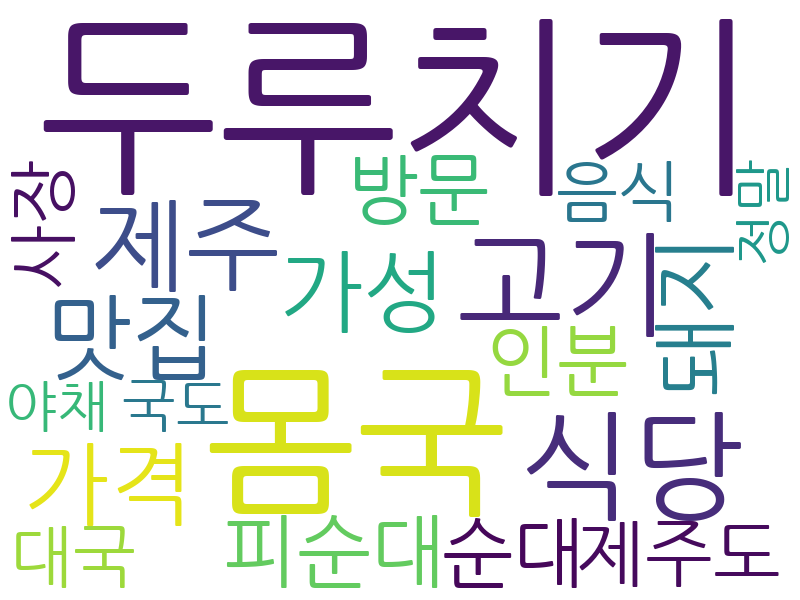 두루치기
사장
제주
방문
음식
정말
가성
고기
돼지
맛집
인분
야채
국도
몸국
식당
가격
대국
피순대
순대
제주도